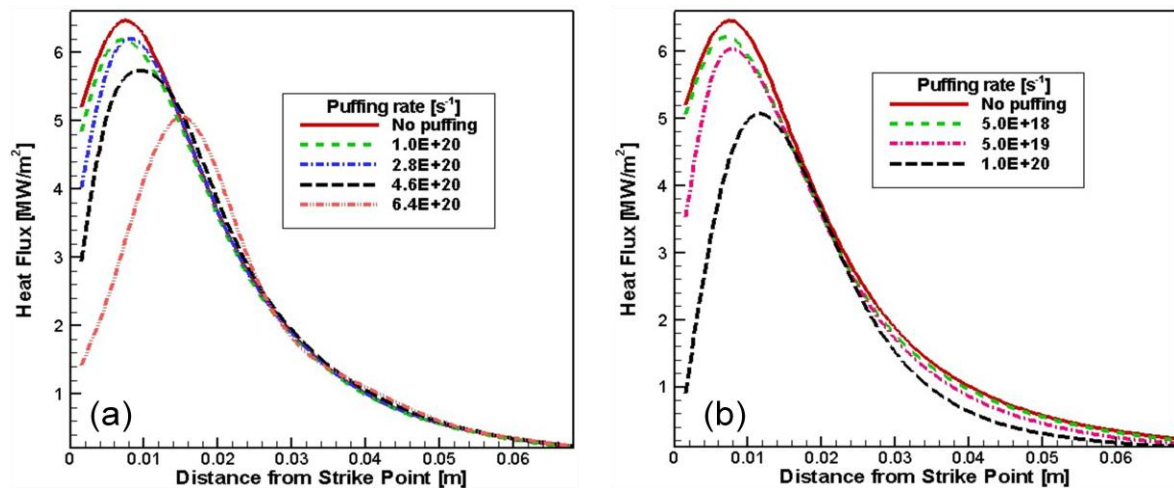 6
5
4
3
2
1
Heat Flux [MW/m²]
Puffing rate [s⁻¹]
No puffing
1.0E+20
2.8E+20
4.6E+20
6.4E+20
(a)
0 0.01 0.02 0.03 0.04 0.05 0.06
Distance from Strike Point [m]
6
5
4
3
2
1
Heat Flux [MW/m²]
Puffing rate [s⁻¹]
No puffing
5.0E+18
5.0E+19
1.0E+20
(b)
0 0.01 0.02 0.03 0.04 0.05 0.06
Distance from Strike Point [m]